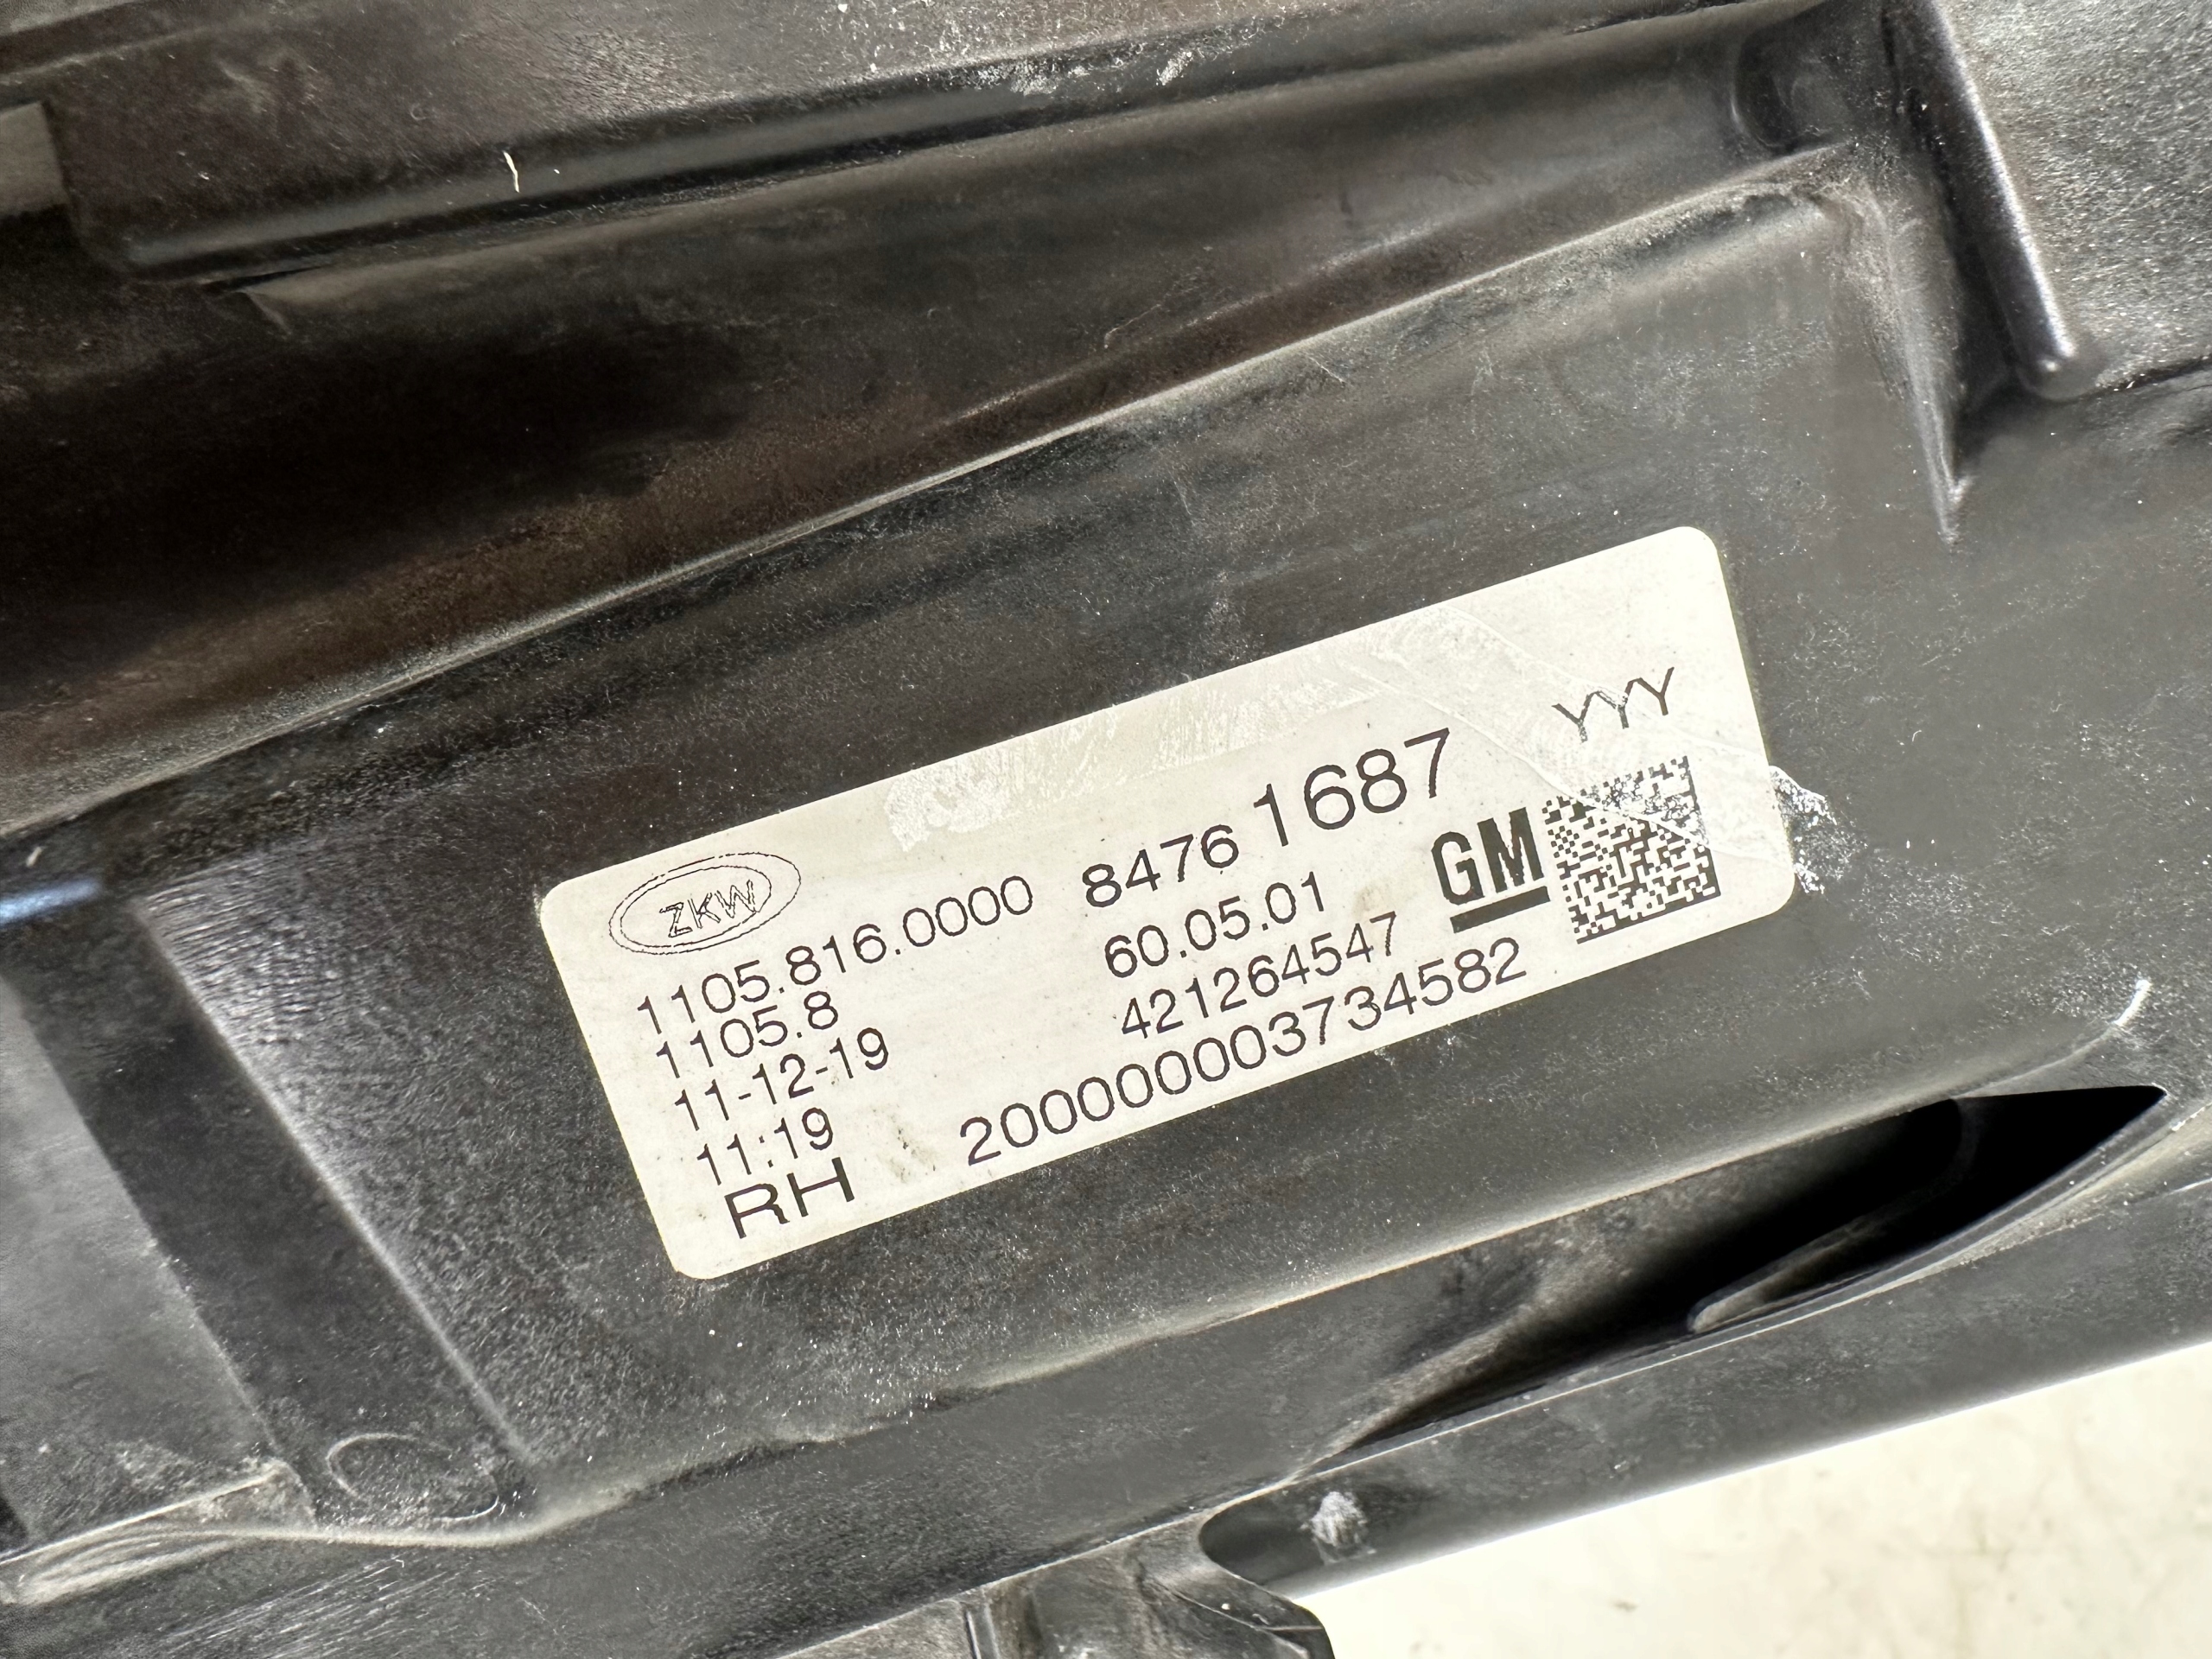 ZKW
YYY
1105.816.0000 8476 1687
1105.8 60.05.01 GM
11-12-19 421264547
11:19 2000000003734582
RH